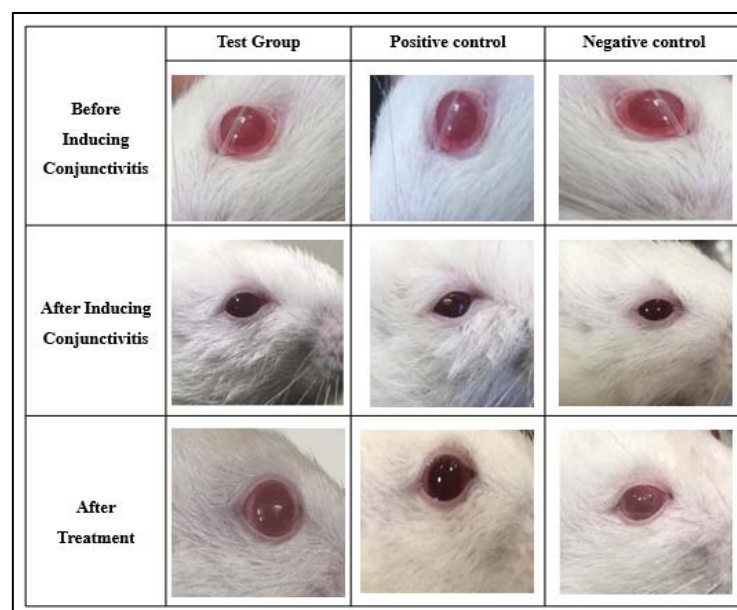 Test Group
Positive control
Negative control
Before
Inducing
Conjunctivitis
After Inducing
Conjunctivitis
After
Treatment